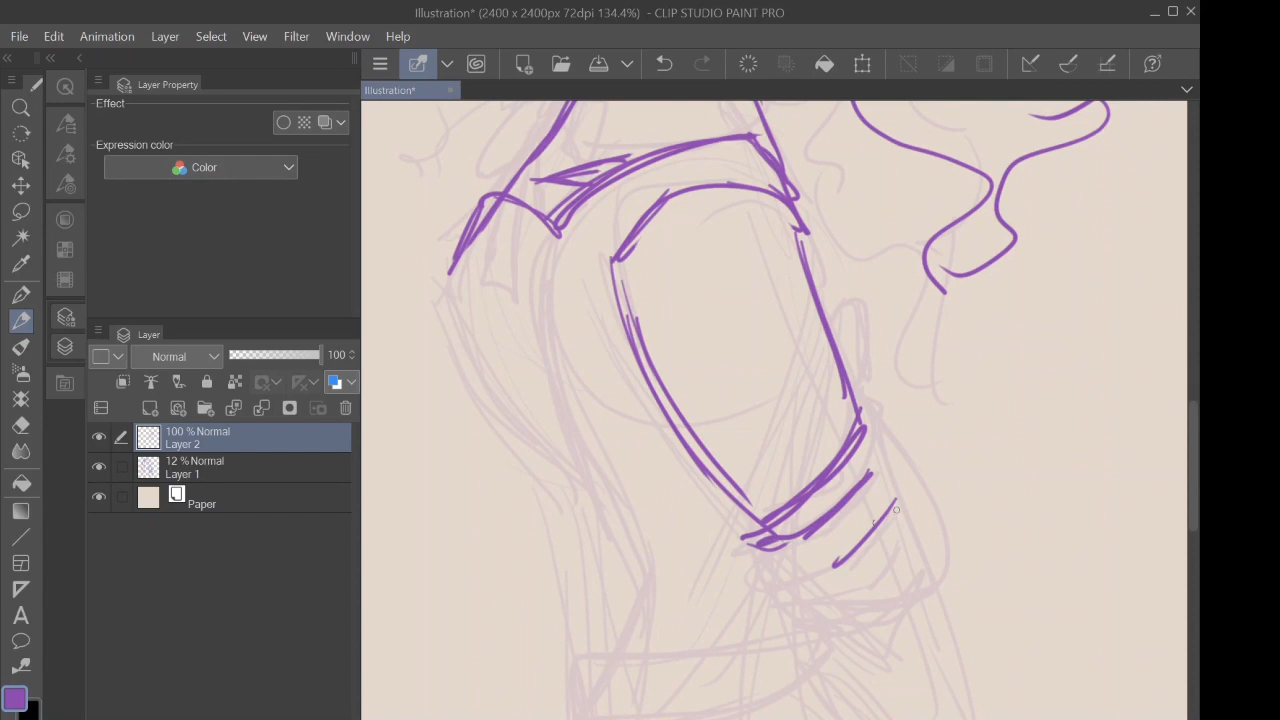 Illustration* (2400 x 2400px 72dpi 134.4%) - CLIP STUDIO PAINT PRO
File Edit Animation Layer Select View Filter Window Help
Layer Property
Illustration*
Effect
Expression color
Color
Layer
Normal 100
100 % Normal
Layer 2
12 % Normal
Layer 1
Paper